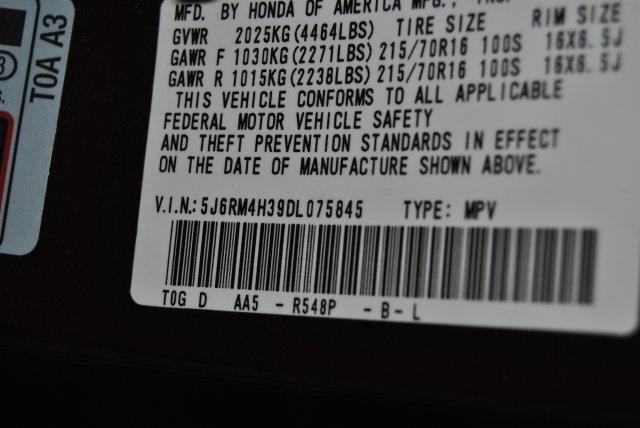 MFD. BY HONDA OF AMERICA MFG., INC.
TIRE SIZE RIM SIZE
GVWR 2025KG(4464LBS)
GAWR F 1030KG(2271LBS) 215/70R16 100S 16X6.5J
GAWR R 1015KG(2238LBS) 215/70R16 100S 16X6.5J
THIS VEHICLE CONFORMS TO ALL APPLICABLE
FEDERAL MOTOR VEHICLE SAFETY
AND THEFT PREVENTION STANDARDS IN EFFECT
ON THE DATE OF MANUFACTURE SHOWN ABOVE.
V.I.N.: 5J6RM4H39DL075845 TYPE: MPV
T0G D AA5 - R548P - B - L
T0A A3